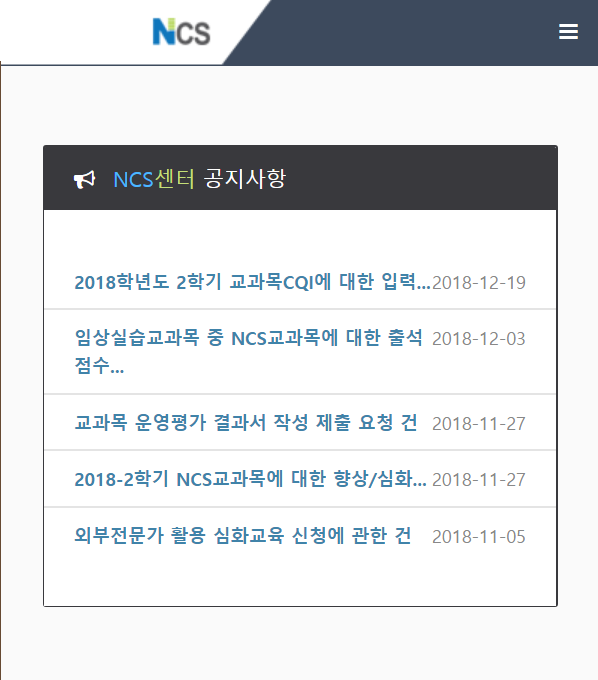 NCS
NCS센터 공지사항
2018학년도 2학기 교과목CQI에 대한 입력...2018-12-19
임상실습교과목 중 NCS교과목에 대한 출석 2018-12-03
점수...
교과목 운영평가 결과서 작성 제출 요청 건 2018-11-27
2018-2학기 NCS교과목에 대한 향상/심화... 2018-11-27
외부전문가 활용 심화교육 신청에 관한 건 2018-11-05